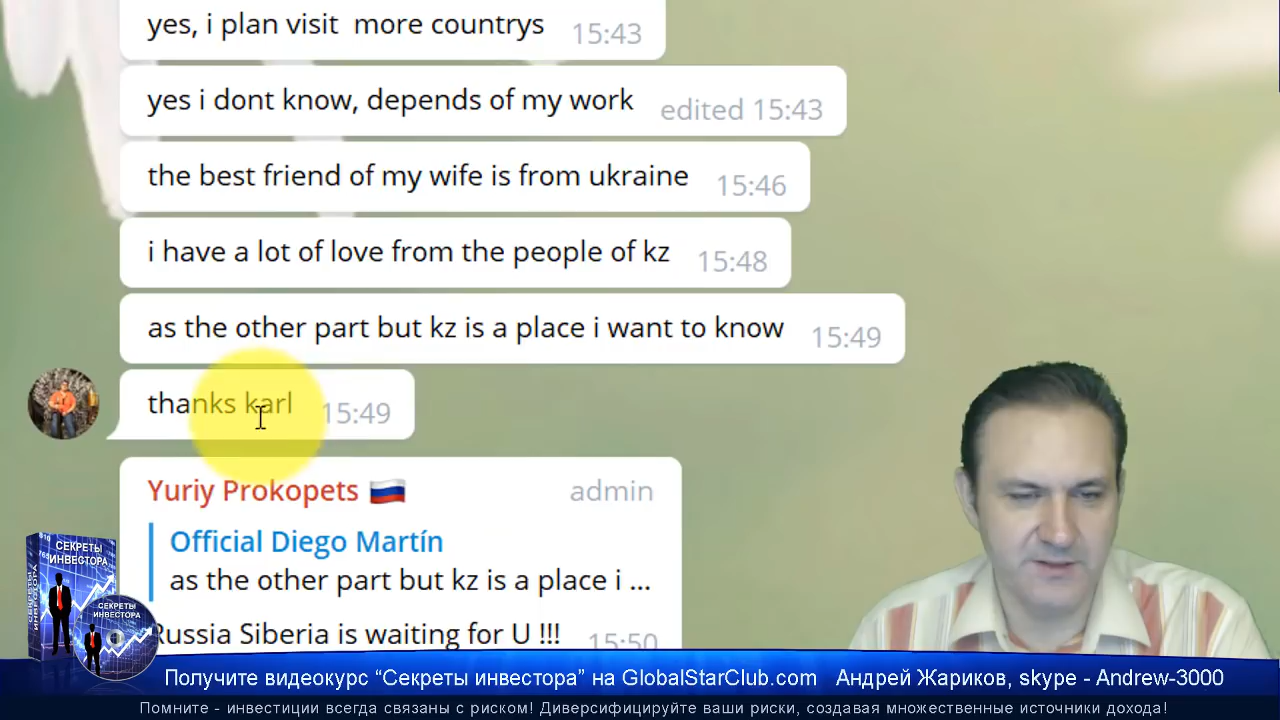 yes, i plan visit more countrys 15:43
yes i dont know, depends of my work edited 15:43
the best friend of my wife is from ukraine 15:46
i have a lot of love from the people of kz 15:48
as the other part but kz is a place i want to know 15:49
thanks karl 15:49
Yuriy Prokopets 🇷🇺 admin
Official Diego Martín
as the other part but kz is a place i ...
Russia Siberia is waiting for U !!! 15:50
СЕКРЕТЫ
ИНВЕСТОРА
СЕКРЕТЫ
ИНВЕСТОРА
Получите видеокурс “Секреты инвестора” на GlobalStarClub.com Андрей Жариков, skype - Andrew-3000
Помните - инвестиции всегда связаны с риском! Диверсифицируйте ваши риски, создавая множественные источники дохода!